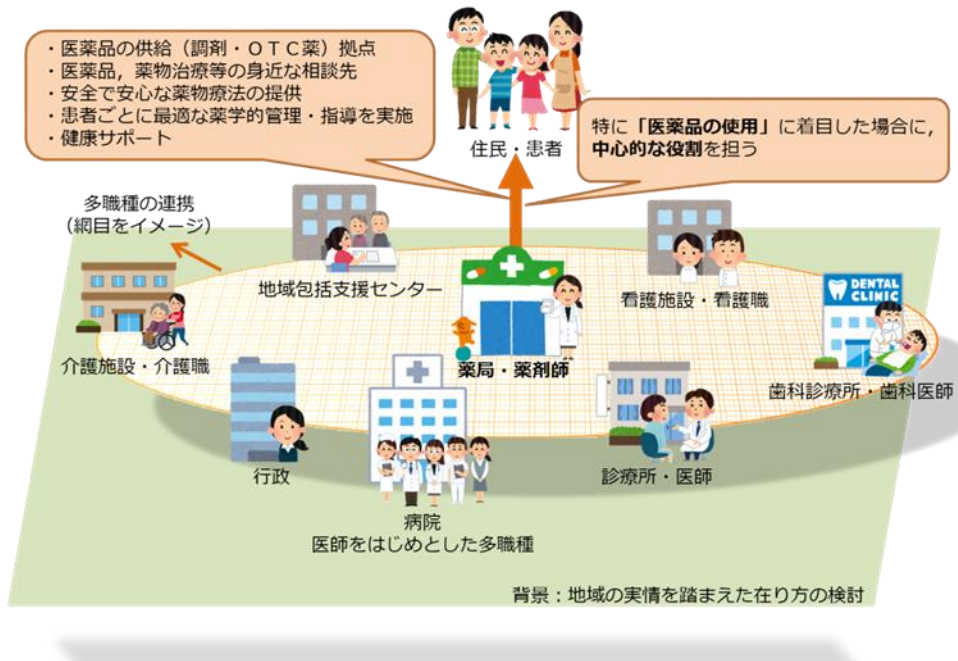 ・医薬品の供給（調剤・ＯＴＣ薬）拠点
・医薬品，薬物治療等の身近な相談先
・安全で安心な薬物療法の提供
・患者ごとに最適な薬学的管理・指導を実施
・健康サポート
住民・患者
特に「医薬品の使用」に着目した場合に，
中心的な役割を担う
多職種の連携
（網目をイメージ）
地域包括支援センター
看護施設・看護職
DENTAL
CLINIC
介護施設・介護職
薬局・薬剤師
歯科診療所・歯科医師
行政
診療所・医師
病院
医師をはじめとした多職種
背景：地域の実情を踏まえた在り方の検討